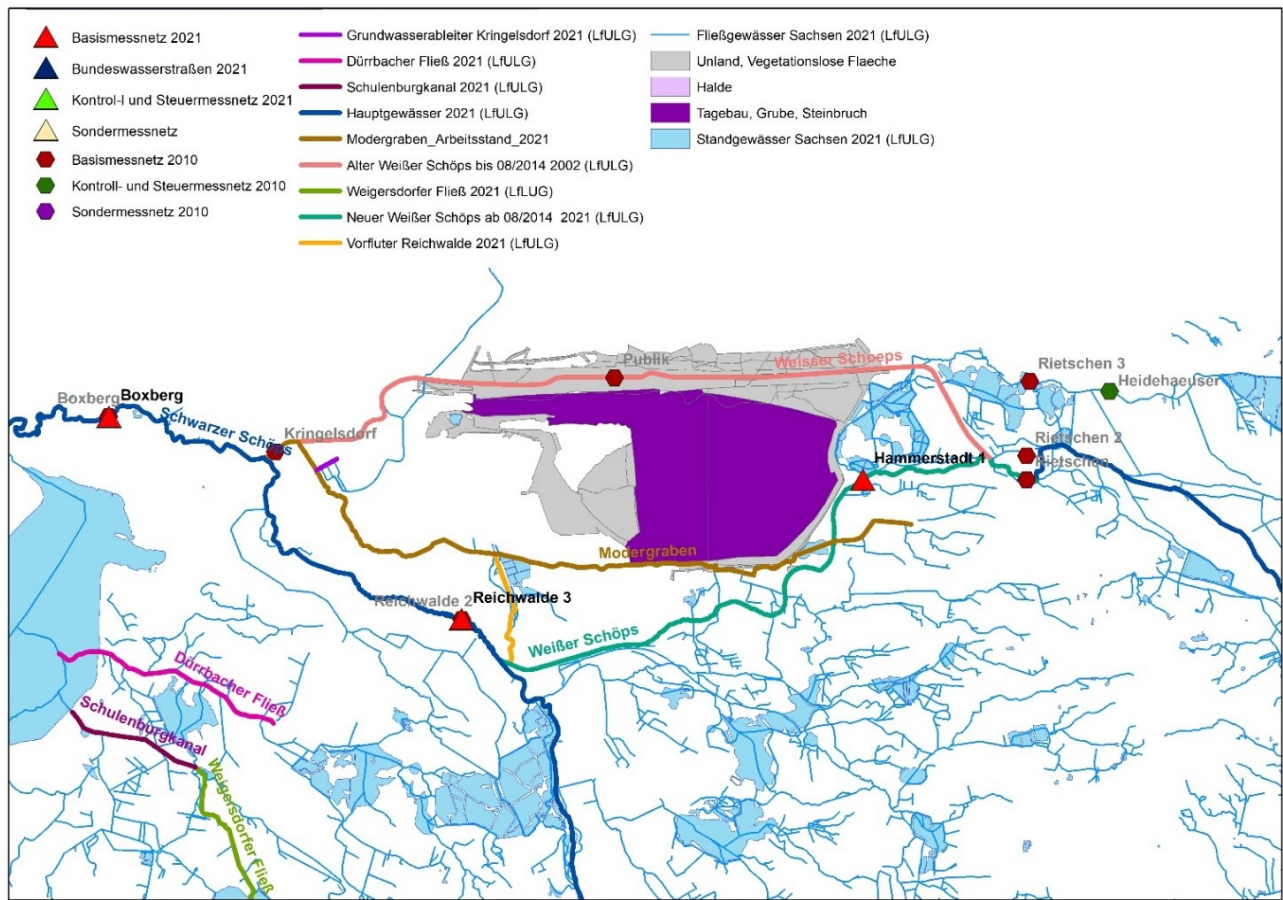 Basismessnetz 2021
Bundeswasserstraßen 2021
Kontrol-l und Steuermessnetz 2021
Sondermessnetz
Basismessnetz 2010
Kontroll- und Steuermessnetz 2010
Sondermessnetz 2010
Grundwasserableiter Kringelsdorf 2021 (LfULG)
Dürrbacher Fließ 2021 (LfULG)
Schulenburgkanal 2021 (LfULG)
Hauptgewässer 2021 (LfULG)
Modergraben_Arbeitsstand_2021
Alter Weißer Schöps bis 08/2014 2002 (LfULG)
Weigersdorfer Fließ 2021 (LfLUG)
Neuer Weißer Schöps ab 08/2014 2021 (LfULG)
Vorfluter Reichwalde 2021 (LfULG)
Fließgewässer Sachsen 2021 (LfULG)
Unland, Vegetationslose Flaeche
Halde
Tagebau, Grube, Steinbruch
Standgewässer Sachsen 2021 (LfULG)
Publik
Weisser Schoeps
Rietschen 3
Heidehaeuser
Boxberg
Boxberg
Schwarzer Schöps
Kringelsdorf
Rietschen 2
Rietschen
Hammerstadt 1
Modergraben
Reichwalde 2
Reichwalde 3
Weißer Schöps
Dürrbacher Fließ
Schulenburgkanal
Weigersdorfer Fließ